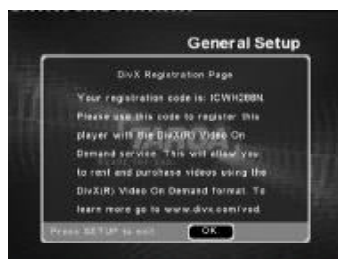 General Setup
DivX Registration Page
Your registration code is:
Please use this code to register this
player with the DivX(R) Video On
Demand service. This will allow you
to rent and purchase videos using the
DivX(R) Video On Demand format. To
learn more go to www.divx.com/vod.
Press SETUP to exit
OK